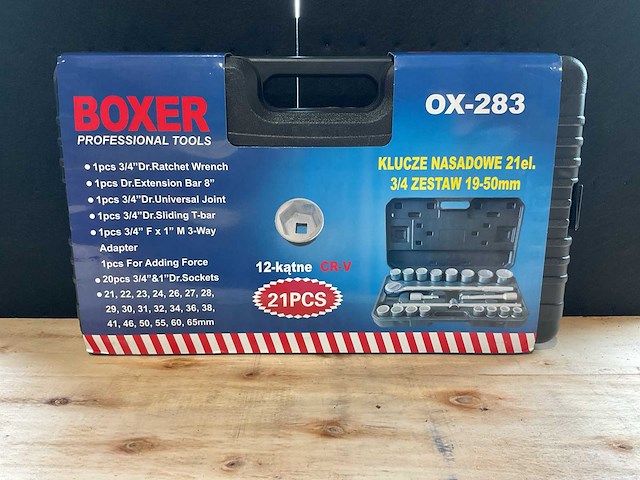 BOXER
PROFESSIONAL TOOLS
• 1pcs 3/4"Dr.Ratchet Wrench
• 1pcs Dr.Extension Bar 8"
• 1pcs 3/4"Dr.Universal Joint
• 1pcs 3/4"Dr.Sliding T-bar
• 1pcs 3/4" F x 1" M 3-Way
Adapter
1pcs For Adding Force
• 20pcs 3/4"&1"Dr.Sockets
• 21, 22, 23, 24, 26, 27, 28,
29, 30, 31, 32, 34, 36, 38,
41, 46, 50, 55, 60, 65mm
12-kątne CR-V
21PCS
OX-283
KLUCZE NASADOWE 21el.
3/4 ZESTAW 19-50mm